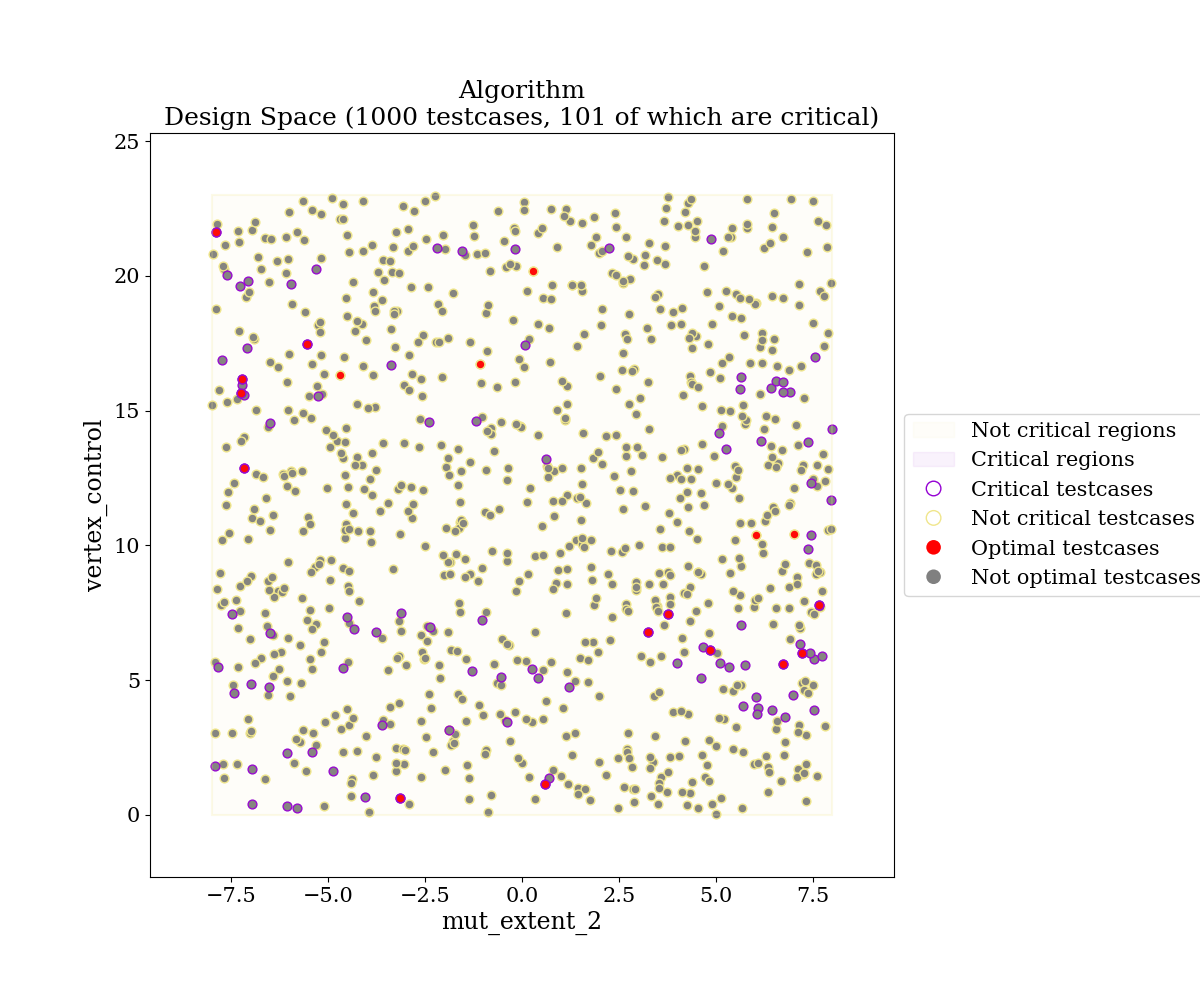 Algorithm
Design Space (1000 testcases, 101 of which are critical)
25
20
15
10
5
0
vertex_control
−7.5 −5.0 −2.5 0.0 2.5 5.0 7.5
mut_extent_2
Not critical regions
Critical regions
Critical testcases
Not critical testcases
Optimal testcases
Not optimal testcases